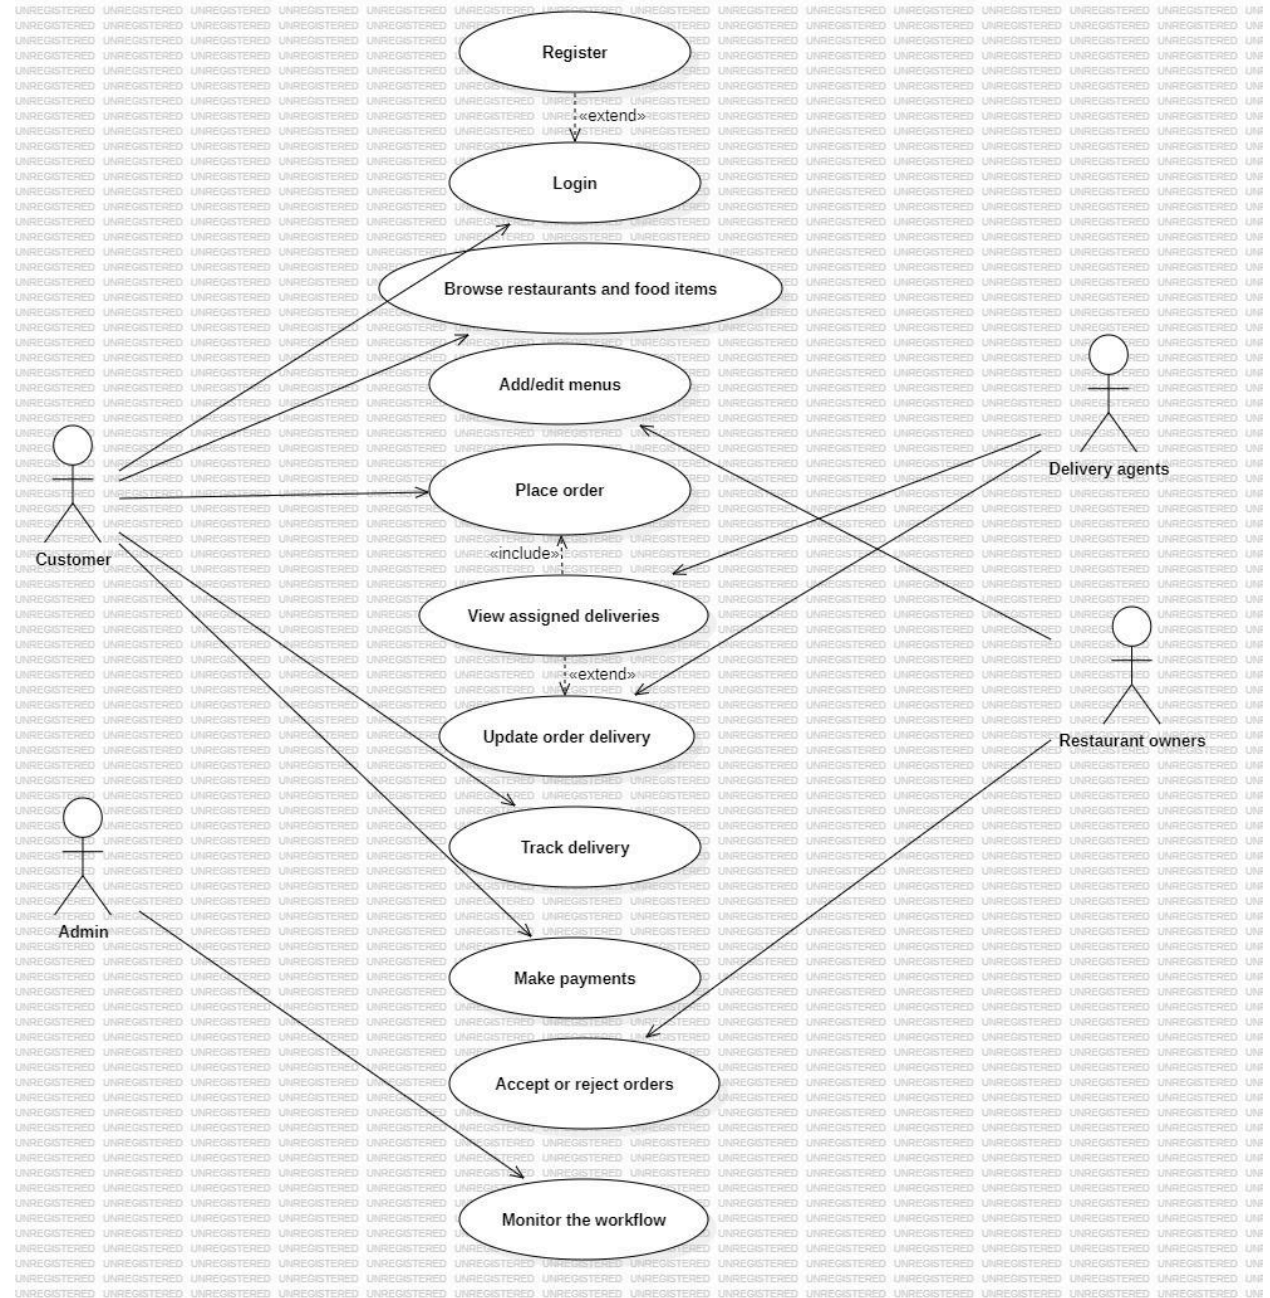 Register
«extend»
Login
Browse restaurants and food items
Add/edit menus
Delivery agents
Place order
Customer
«include»
View assigned deliveries
«extend»
Update order delivery
Restaurant owners
Track delivery
Admin
Make payments
Accept or reject orders
Monitor the workflow
UNREGISTERED